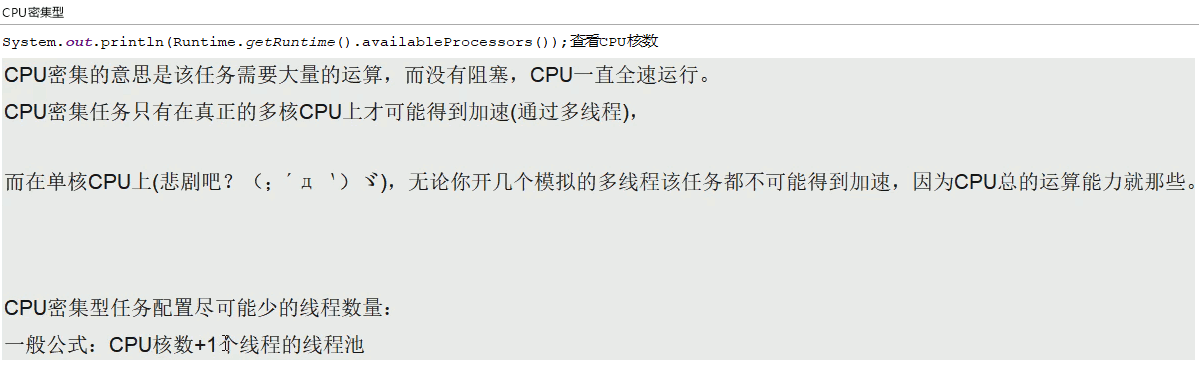 CPU密集型
System.out.println(Runtime.getRuntime().availableProcessors());查看CPU核数
CPU密集的意思是该任务需要大量的运算，而没有阻塞，CPU一直全速运行。
CPU密集任务只有在真正的多核CPU上才可能得到加速(通过多线程)，
而在单核CPU上(悲剧吧？（；´д｀）ゞ)，无论你开几个模拟的多线程该任务都不可能得到加速，因为CPU总的运算能力就那些。
CPU密集型任务配置尽可能少的线程数量：
一般公式：CPU核数+1个线程的线程池